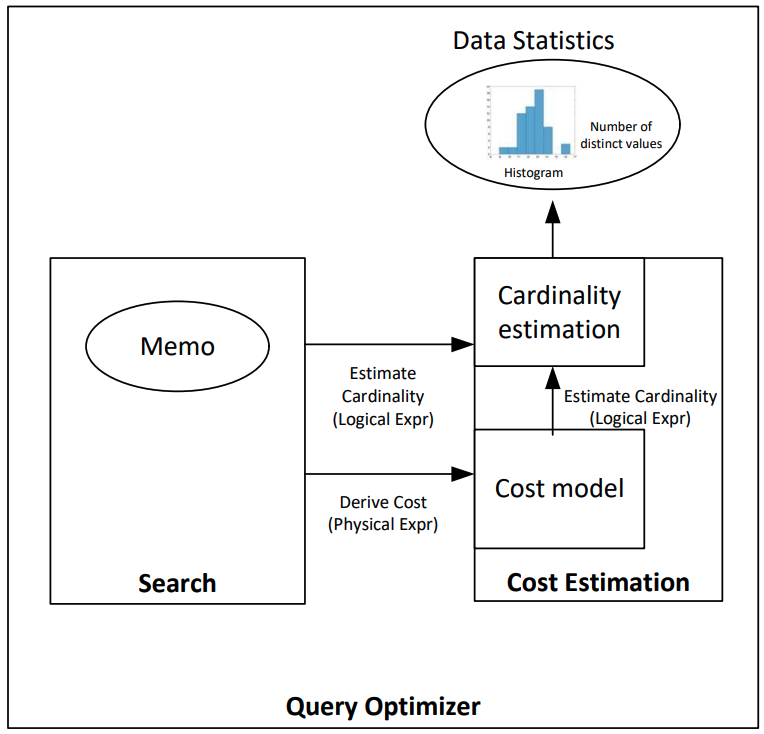 Data Statistics
Number of
distinct values
Histogram
Cardinality
estimation
Memo
Estimate
Cardinality
(Logical Expr)
Estimate Cardinality
(Logical Expr)
Cost model
Derive Cost
(Physical Expr)
Search
Cost Estimation
Query Optimizer